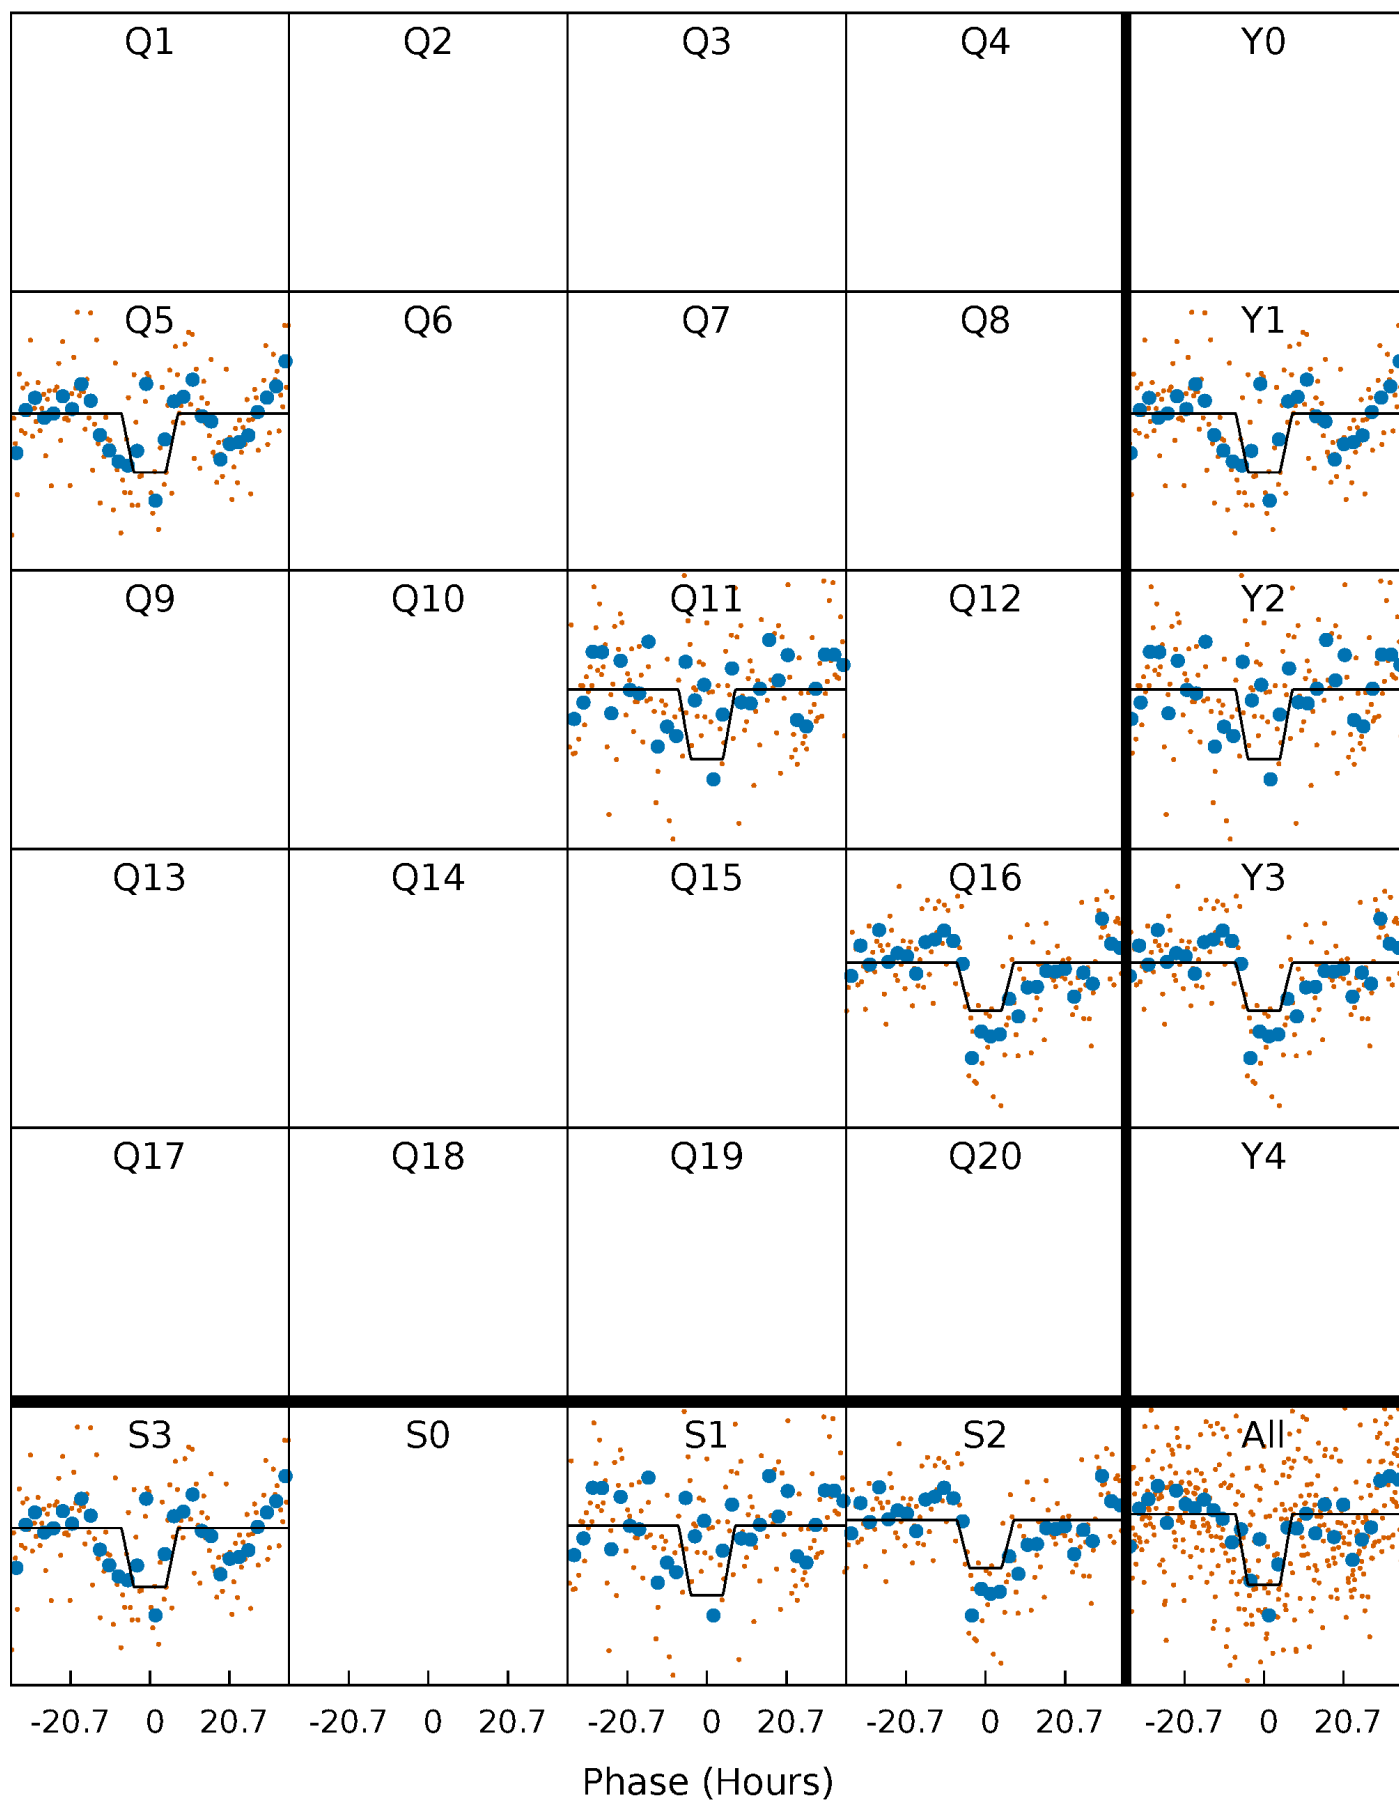 Q1 Q2 Q3 Q4 Y0
Q5 Q6 Q7 Q8 Y1
Q9 Q10 Q11 Q12 Y2
Q13 Q14 Q15 Q16 Y3
Q17 Q18 Q19 Q20 Y4
S3 S0 S1 S2 All
-20.7 0 20.7 -20.7 0 20.7 -20.7 0 20.7 -20.7 0 20.7 -20.7 0 20.7
Phase (Hours)